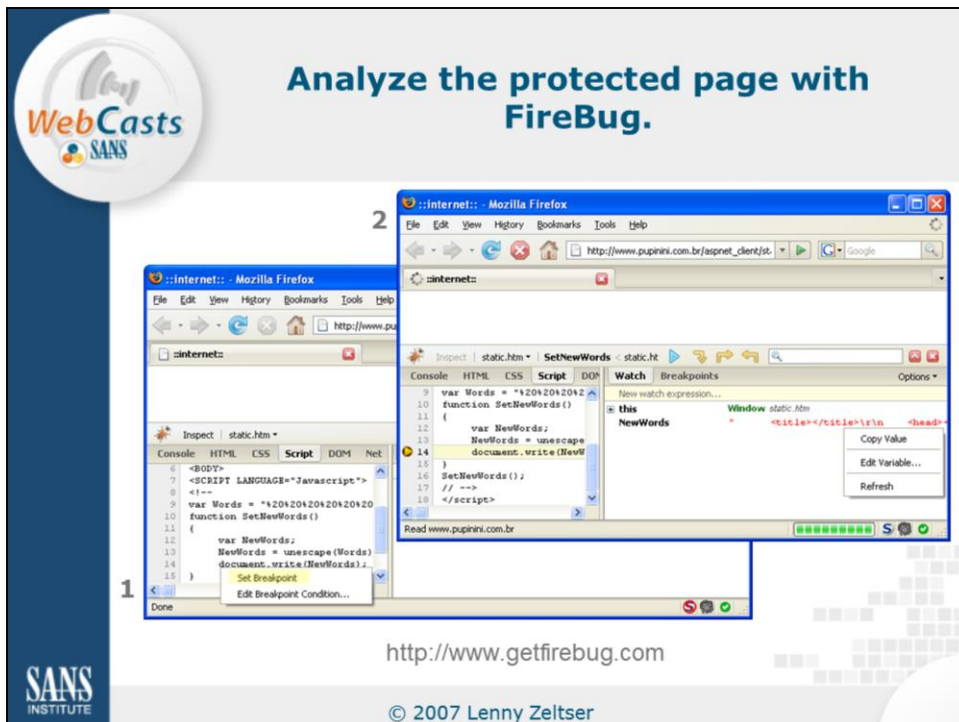 WebCasts
SANS
Analyze the protected page with
FireBug.
2
::internet:: - Mozilla Firefox
File Edit View History Bookmarks Tools Help
http://www.pupinini.com.br/aspnet_client/st
Google
::internet::
Inspect static.htm SetNewWords < static.ht
Console HTML CSS Script DOM
Watch Breakpoints Options
New watch expression...
this Window static.htm
NewWords " <title></title>\r\n <head>
Copy Value
Edit Variable...
Refresh
9 var Words = "%20%20%20%2
10 function SetNewWords()
11 {
12 var NewWords;
13 NewWords = unescape
14 document.write(NewW
15 }
16 SetNewWords();
17 // -->
18 </script>
Read www.pupinini.com.br
1
::internet:: - Mozilla Firefox
File Edit View History Bookmarks Tools Help
http://www.pu
::internet::
Inspect static.htm
Console HTML CSS Script DOM Net
6 <BODY>
7 <SCRIPT LANGUAGE="Javascript">
8 <!--
9 var Words = "%20%20%20%20%20%20
10 function SetNewWords()
11 {
12 var NewWords;
13 NewWords = unescape(Words)
14 document.write(NewWords);
15 }
Set Breakpoint
Edit Breakpoint Condition...
Done
http://www.getfirebug.com
SANS
INSTITUTE
© 2007 Lenny Zeltser